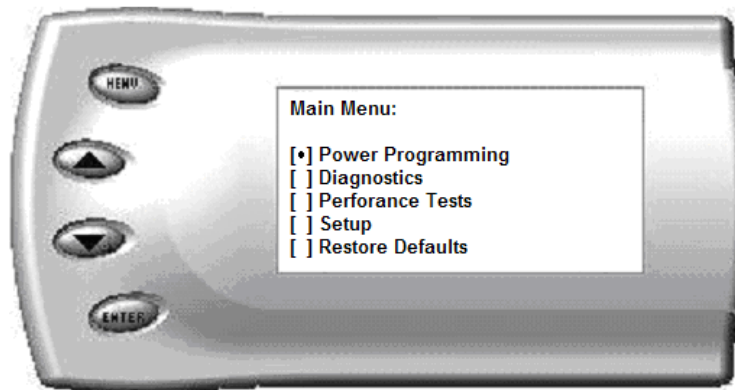 MENU
Main Menu:
[•] Power Programming
[ ] Diagnostics
[ ] Perforance Tests
[ ] Setup
[ ] Restore Defaults
ENTER